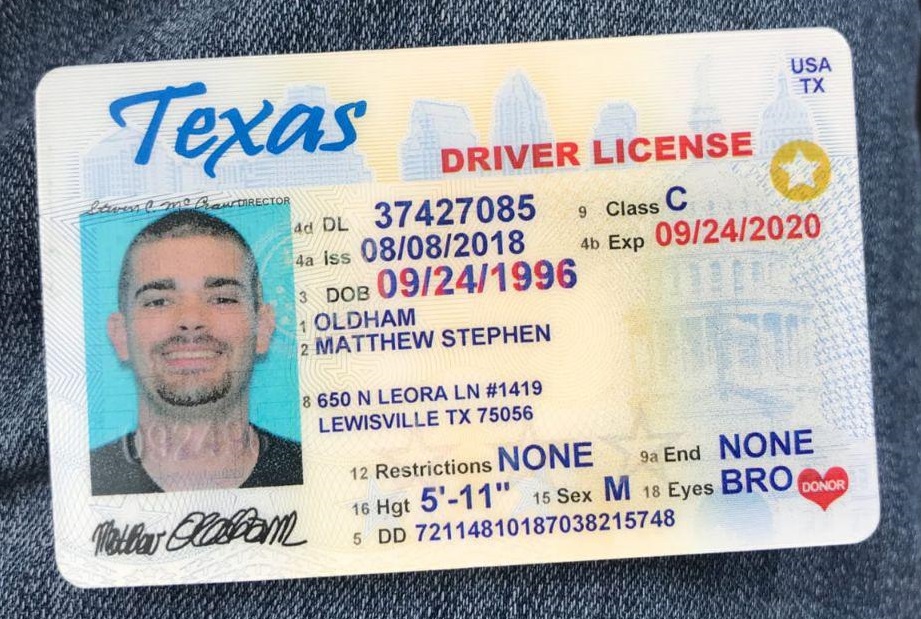 Texas
USA
TX
DRIVER LICENSE
Steven C McCraw DIRECTOR
4d DL 37427085
9 Class C
4a Iss 08/08/2018
4b Exp 09/24/2020
3 DOB 09/24/1996
1 OLDHAM
2 MATTHEW STEPHEN
8 650 N LEORA LN #1419
LEWISVILLE TX 75056
12 Restrictions NONE
9a End NONE
16 Hgt 5'-11" 15 Sex M 18 Eyes BRO
DONOR
5 DD 72114810187038215748
Matthew Oldham